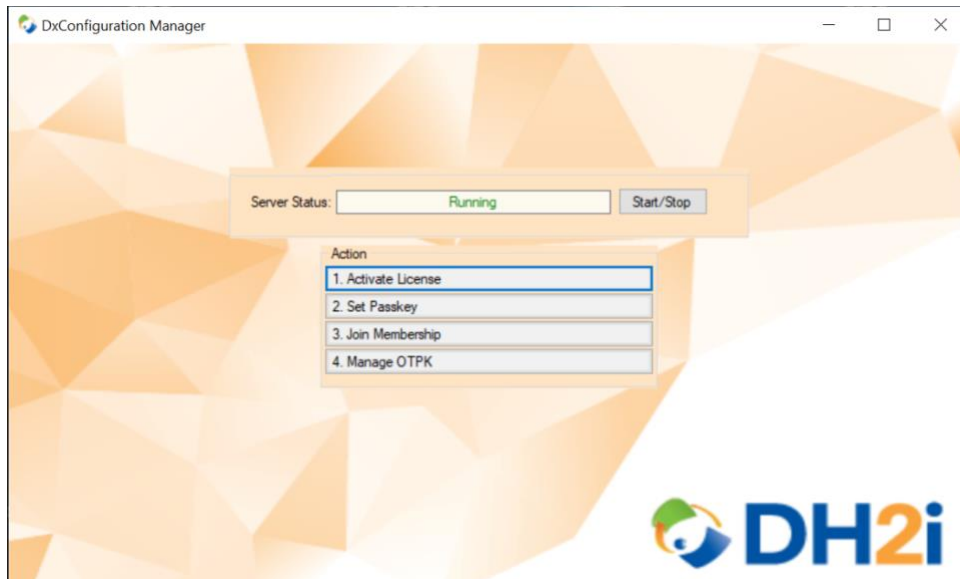 DxConfiguration Manager
Server Status: Running Start/Stop
Action
1. Activate License
2. Set Passkey
3. Join Membership
4. Manage OTPK
DH2i